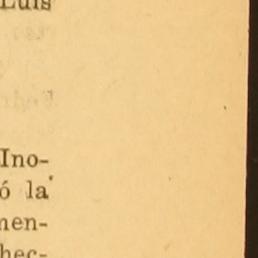 Luis
Ino-
ó la
men-
hec-